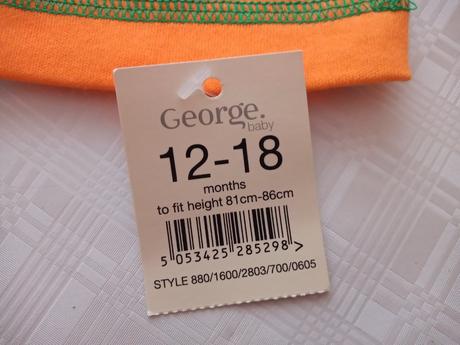 George.
baby
12-18
months
to fit height 81cm-86cm
5 053425 285298 >
STYLE 880/1600/2803/700/0605